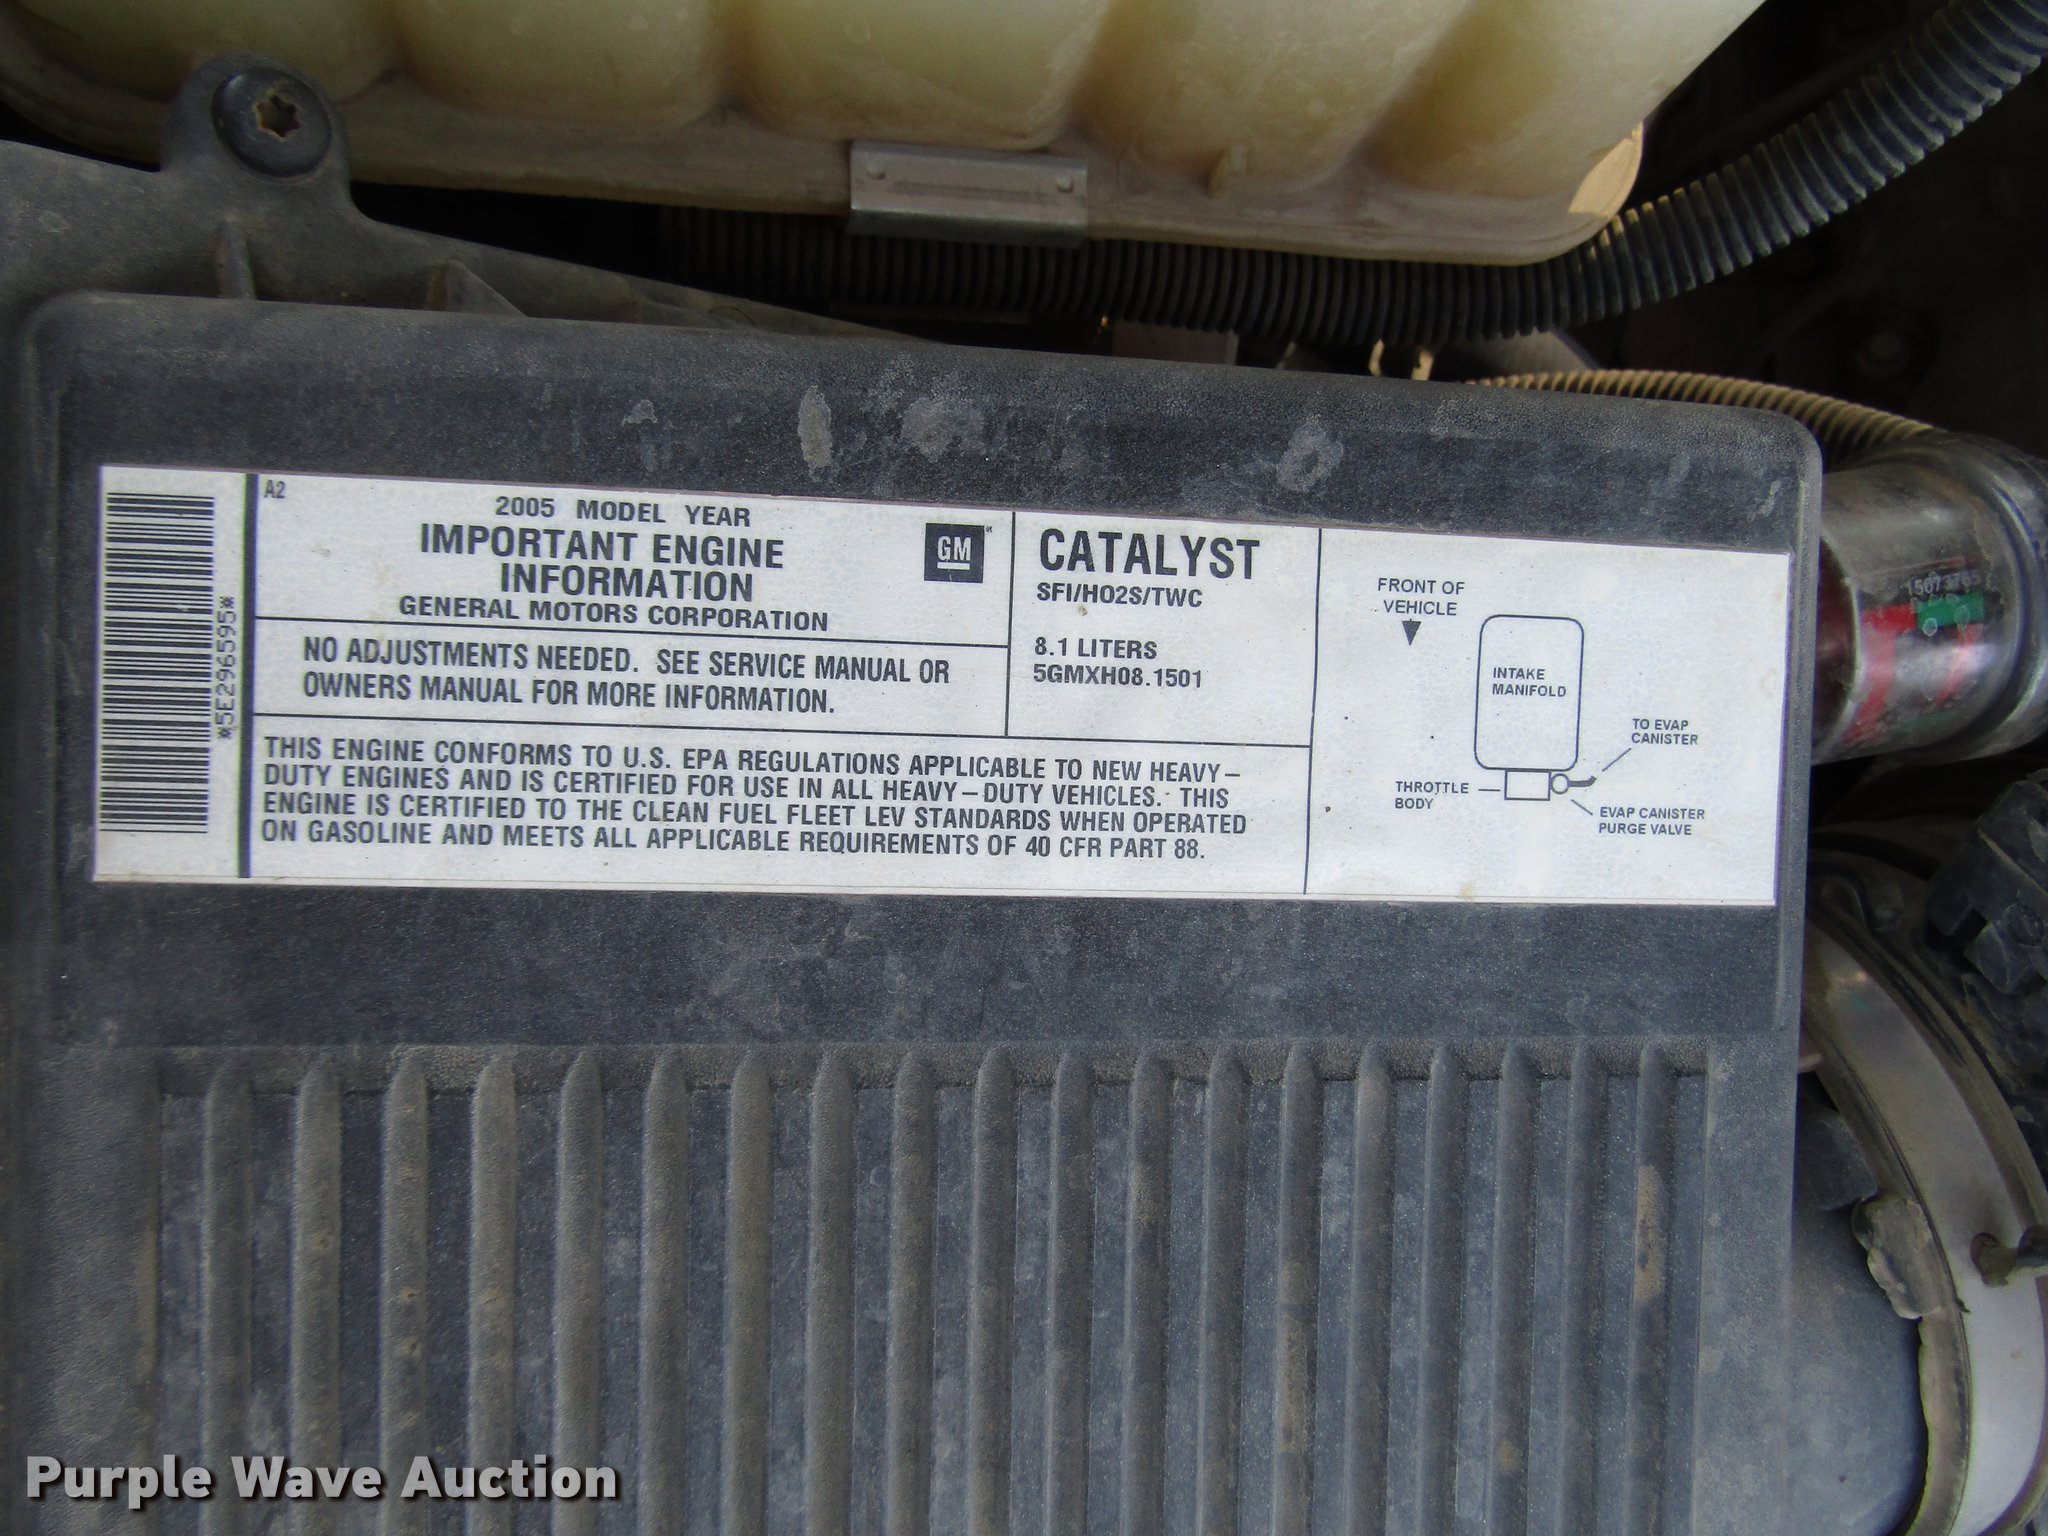 A2
2005 MODEL YEAR
IMPORTANT ENGINE
INFORMATION
GENERAL MOTORS CORPORATION
GM
NO ADJUSTMENTS NEEDED. SEE SERVICE MANUAL OR
OWNERS MANUAL FOR MORE INFORMATION.
THIS ENGINE CONFORMS TO U.S. EPA REGULATIONS APPLICABLE TO NEW HEAVY-
DUTY ENGINES AND IS CERTIFIED FOR USE IN ALL HEAVY-DUTY VEHICLES. THIS
ENGINE IS CERTIFIED TO THE CLEAN FUEL FLEET LEV STANDARDS WHEN OPERATED
ON GASOLINE AND MEETS ALL APPLICABLE REQUIREMENTS OF 40 CFR PART 88.
*5E296595*
CATALYST
SFI/HO2S/TWC
8.1 LITERS
5GMXH08.1501
FRONT OF
VEHICLE
INTAKE
MANIFOLD
TO EVAP
CANISTER
THROTTLE
BODY
EVAP CANISTER
PURGE VALVE
15073765
Purple Wave Auction